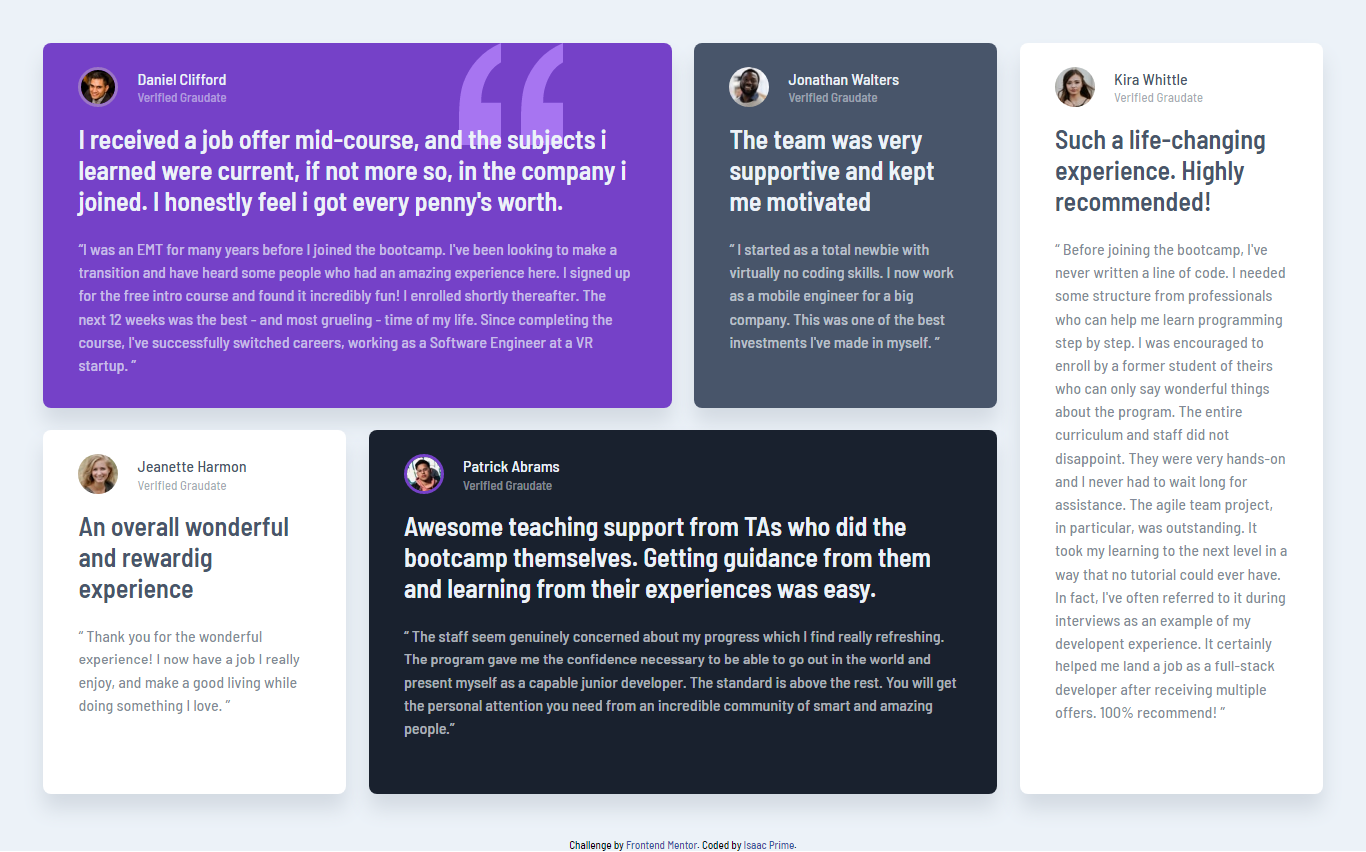 Daniel Clifford
Verified Graudate
I received a job offer mid-course, and the subjects i
learned were current, if not more so, in the company i
joined. I honestly feel i got every penny's worth.
“I was an EMT for many years before I joined the bootcamp. I've been looking to make a
transition and have heard some people who had an amazing experience here. I signed up
for the free intro course and found it incredibly fun! I enrolled shortly thereafter. The
next 12 weeks was the best - and most grueling - time of my life. Since completing the
course, I've successfully switched careers, working as a Software Engineer at a VR
startup. ”
Jonathan Walters
Verified Graudate
The team was very
supportive and kept
me motivated
“ I started as a total newbie with
virtually no coding skills. I now work
as a mobile engineer for a big
company. This was one of the best
investments I've made in myself. ”
Kira Whittle
Verified Graudate
Such a life-changing
experience. Highly
recommended!
“ Before joining the bootcamp, I've
never written a line of code. I needed
some structure from professionals
who can help me learn programming
step by step. I was encouraged to
enroll by a former student of theirs
who can only say wonderful things
about the program. The entire
curriculum and staff did not
disappoint. They were very hands-on
and I never had to wait long for
assistance. The agile team project,
in particular, was outstanding. It
took my learning to the next level in a
way that no tutorial could ever have.
In fact, I've often referred to it during
interviews as an example of my
developent experience. It certainly
helped me land a job as a full-stack
developer after receiving multiple
offers. 100% recommend! ”
Jeanette Harmon
Verified Graudate
An overall wonderful
and rewardig
experience
“ Thank you for the wonderful
experience! I now have a job I really
enjoy, and make a good living while
doing something I love. ”
Patrick Abrams
Verified Graudate
Awesome teaching support from TAs who did the
bootcamp themselves. Getting guidance from them
and learning from their experiences was easy.
“ The staff seem genuinely concerned about my progress which I find really refreshing.
The program gave me the confidence necessary to be able to go out in the world and
present myself as a capable junior developer. The standard is above the rest. You will get
the personal attention you need from an incredible community of smart and amazing
people.”
Challenge by Frontend Mentor. Coded by Isaac Prime.